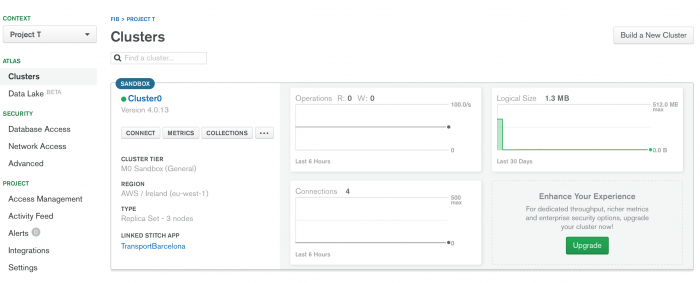 CONTEXT
Project T
ATLAS
Clusters
Data Lake BETA
SECURITY
Database Access
Network Access
Advanced
PROJECT
Access Management
Activity Feed
Alerts 0
Integrations
Settings
FIB > PROJECT T
Clusters
Build a New Cluster
Find a cluster...
SANDBOX
Cluster0
Version 4.0.13
CONNECT METRICS COLLECTIONS ...
CLUSTER TIER
M0 Sandbox (General)
REGION
AWS / Ireland (eu-west-1)
TYPE
Replica Set - 3 nodes
LINKED STITCH APP
TransportBarcelona
Operations R: 0 W: 0
100.0/s
0
Last 6 Hours
Logical Size 1.3 MB
512.0 MB
max
0.0 B
Last 30 Days
Connections 4
500
max
0
Last 6 Hours
Enhance Your Experience
For dedicated throughput, richer metrics
and enterprise security options, upgrade
your cluster now!
Upgrade